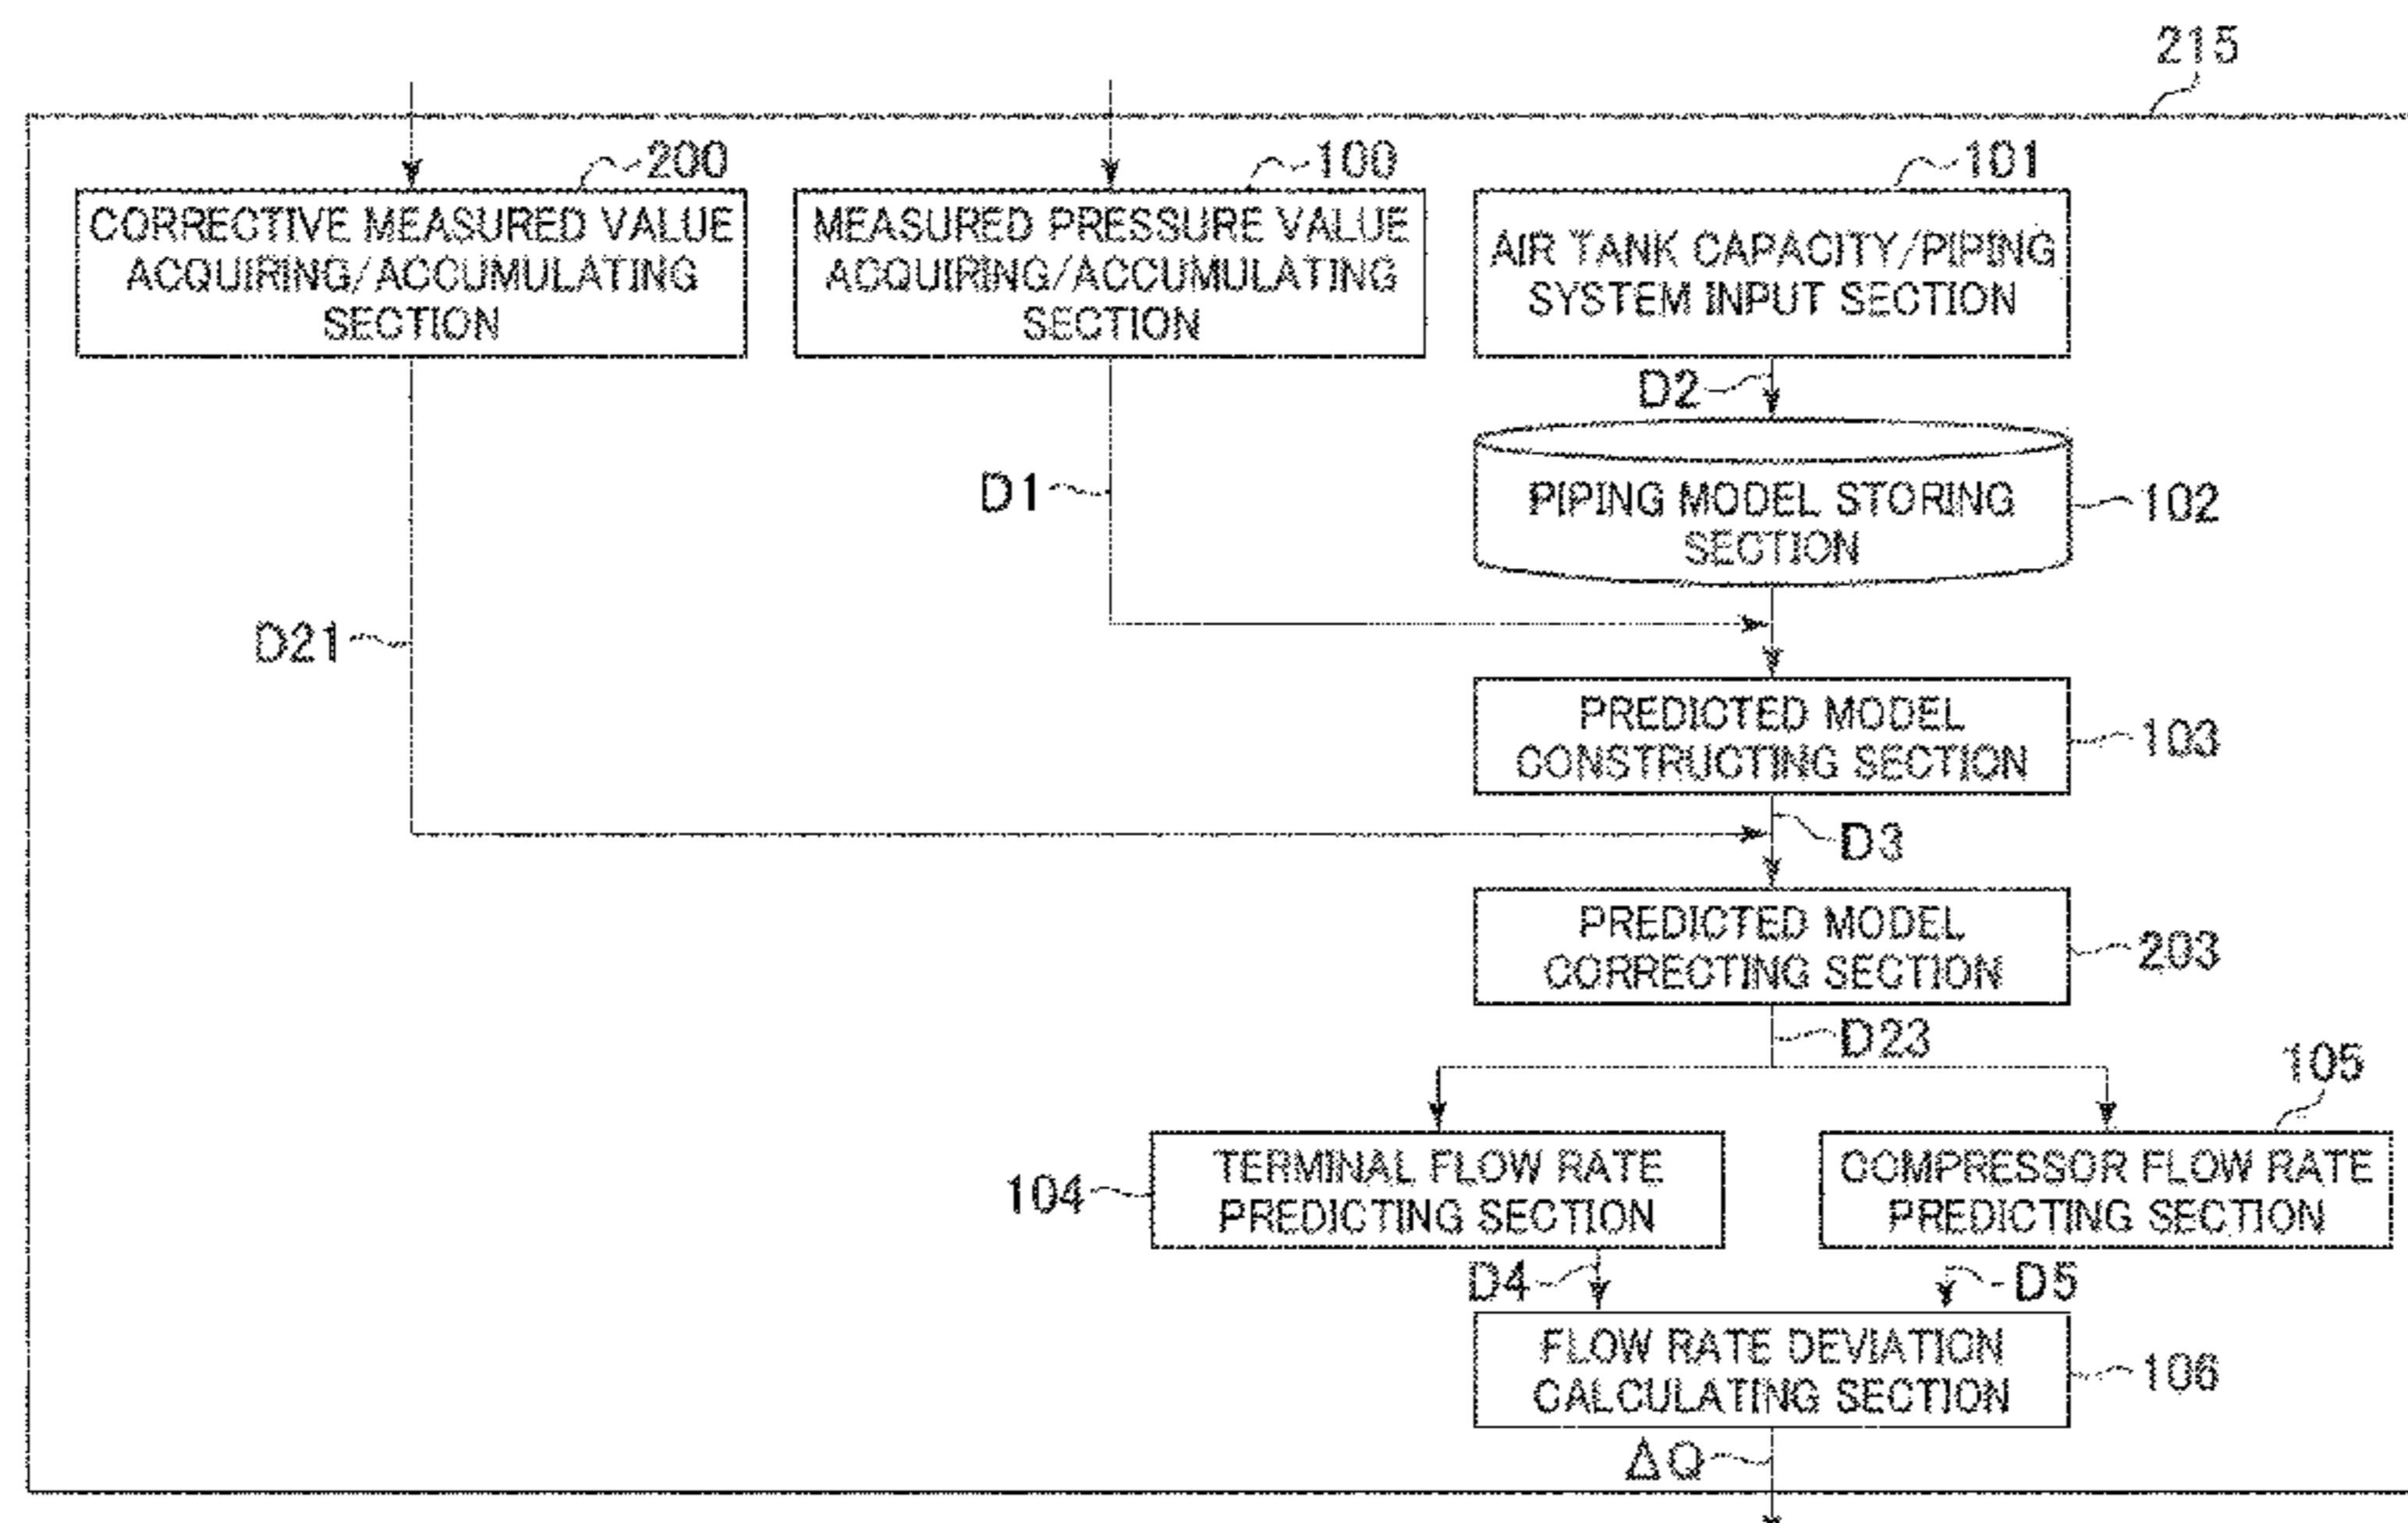 215
200
100
101
CORRECTIVE MEASURED VALUE
ACQUIRING/ACCUMULATING
SECTION
MEASURED PRESSURE VALUE
ACQUIRING/ACCUMULATING
SECTION
AIR TANK CAPACITY/PIPING
SYSTEM INPUT SECTION
D2
D1
PIPING MODEL STORING
SECTION
102
D21
PREDICTED MODEL
CONSTRUCTING SECTION
103
D3
PREDICTED MODEL
CORRECTING SECTION
203
D23
105
104
TERMINAL FLOW RATE
PREDICTING SECTION
COMPRESSOR FLOW RATE
PREDICTING SECTION
D4
D5
FLOW RATE DEVIATION
CALCULATING SECTION
106
ΔQ